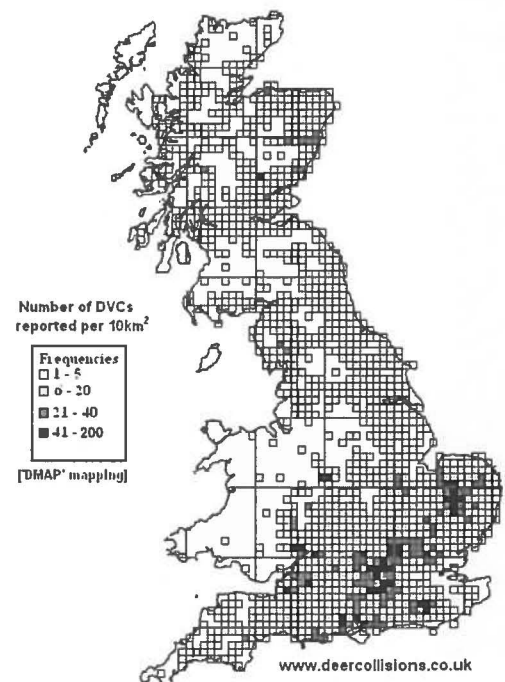 Number of DVCs
reported per 10km²
Frequencies
1 - 5
6 - 20
21 - 40
41 - 200
['DMAP' mapping]
www.deercollisions.co.uk